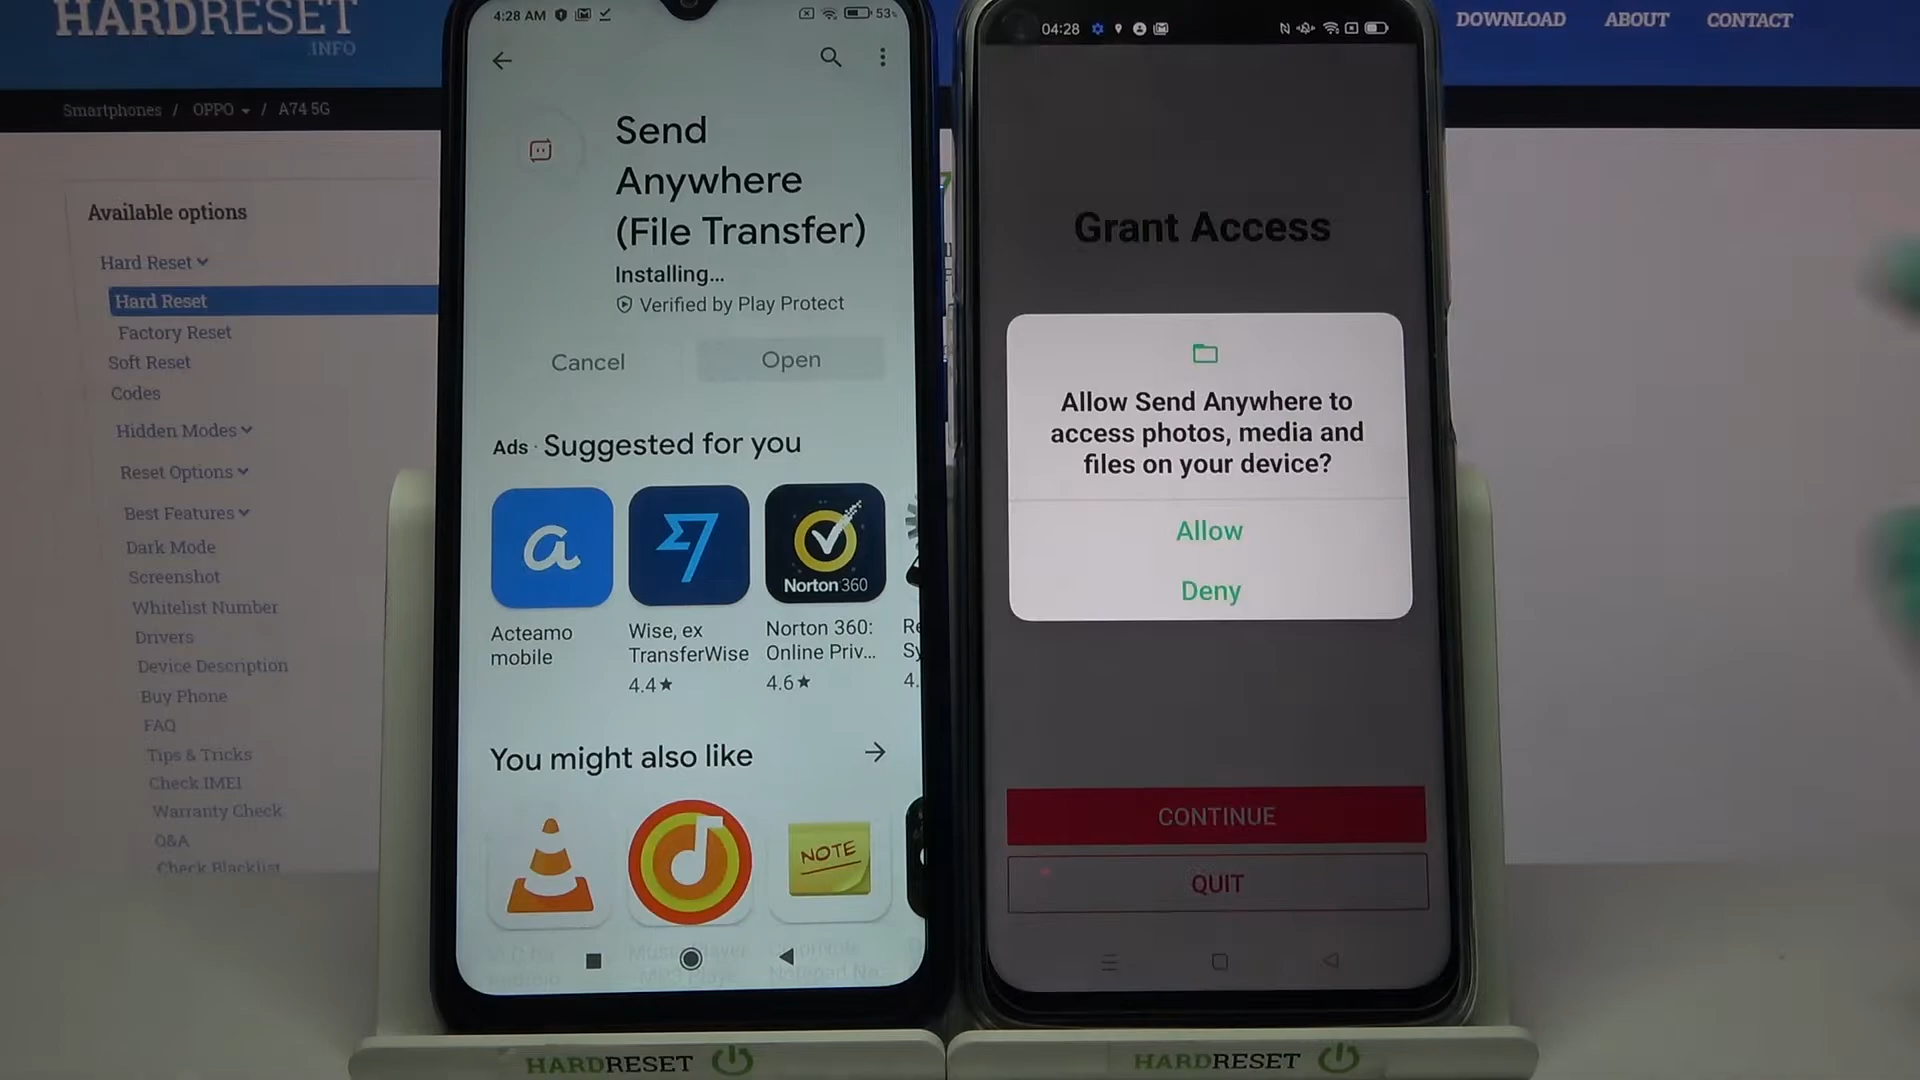 HARDRESET
.INFO
DOWNLOAD
ABOUT
CONTACT
Smartphones / OPPO / A74 5G
Available options
Hard Reset
Hard Reset
Factory Reset
Soft Reset
Codes
Hidden Modes
Reset Options
Best Features
Dark Mode
Screenshot
Whitelist Number
Drivers
Device Description
Buy Phone
FAQ
Tips & Tricks
Check IMEI
Warranty Check
Q&A
Check Blacklist
4:28 AM
53%
Send
Anywhere
(File Transfer)
Installing...
Verified by Play Protect
Cancel
Open
Ads · Suggested for you
Norton 360
Acteamo
mobile
Wise, ex
TransferWise
4.4★
Norton 360:
Online Priv...
4.6★
Re
Sy
4.
You might also like
NOTE
04:28
Grant Access
Allow Send Anywhere to
access photos, media and
files on your device?
Allow
Deny
CONTINUE
QUIT
HARDRESET
HARDRESET